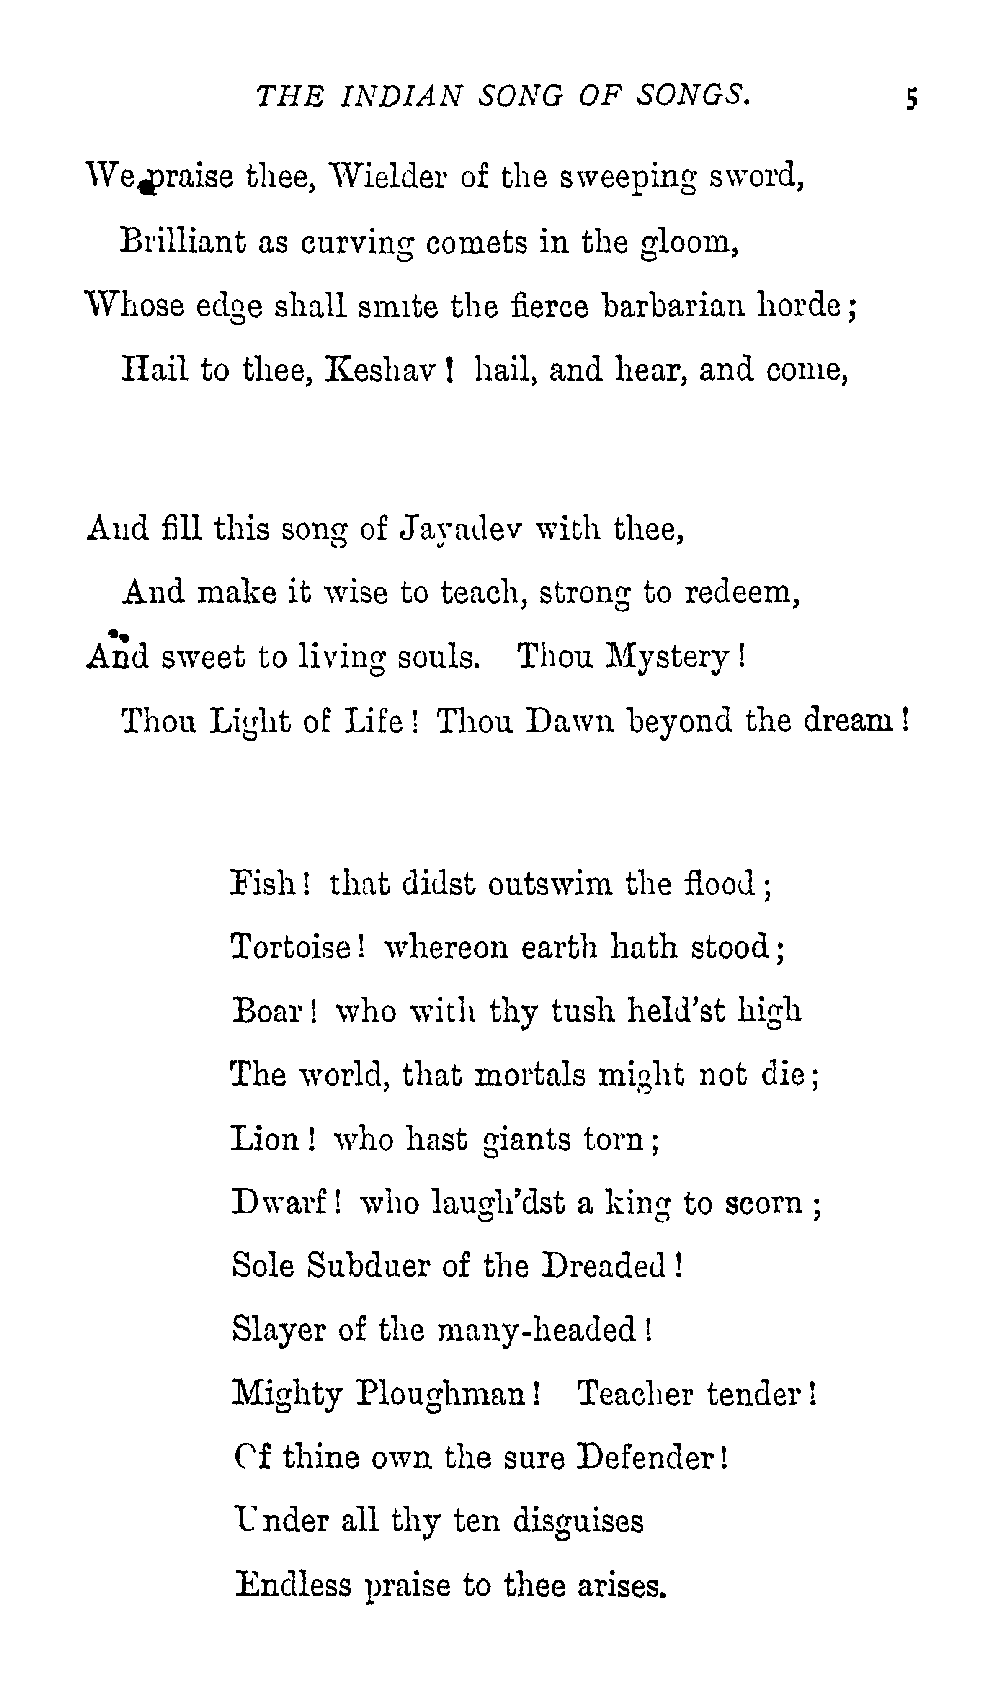 THE INDIAN SONG OF SONGS. 5
We praise thee, Wielder of the sweeping sword,
Brilliant as curving comets in the gloom,
Whose edge shall smite the fierce barbarian horde;
Hail to thee, Keshav! hail, and hear, and come,
And fill this song of Jayadev with thee,
And make it wise to teach, strong to redeem,
And sweet to living souls. Thou Mystery!
Thou Light of Life! Thou Dawn beyond the dream!
Fish! that didst outswim the flood;
Tortoise! whereon earth hath stood;
Boar! who with thy tush held'st high
The world, that mortals might not die;
Lion! who hast giants torn;
Dwarf! who laugh'dst a king to scorn;
Sole Subduer of the Dreaded!
Slayer of the many-headed!
Mighty Ploughman! Teacher tender!
Of thine own the sure Defender!
Under all thy ten disguises
Endless praise to thee arises.